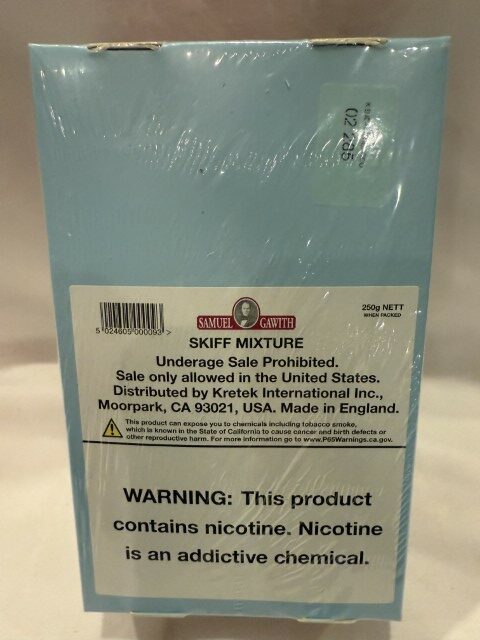 02 285
SAMUEL GAWITH
250g NETT
WHEN PACKED
5 024605 000093 >
SKIFF MIXTURE
Underage Sale Prohibited.
Sale only allowed in the United States.
Distributed by Kretek International Inc.,
Moorpark, CA 93021, USA. Made in England.
This product can expose you to chemicals including tobacco smoke,
which is known in the State of California to cause cancer and birth defects or
other reproductive harm. For more information go to www.P65Warnings.ca.gov.
WARNING: This product
contains nicotine. Nicotine
is an addictive chemical.